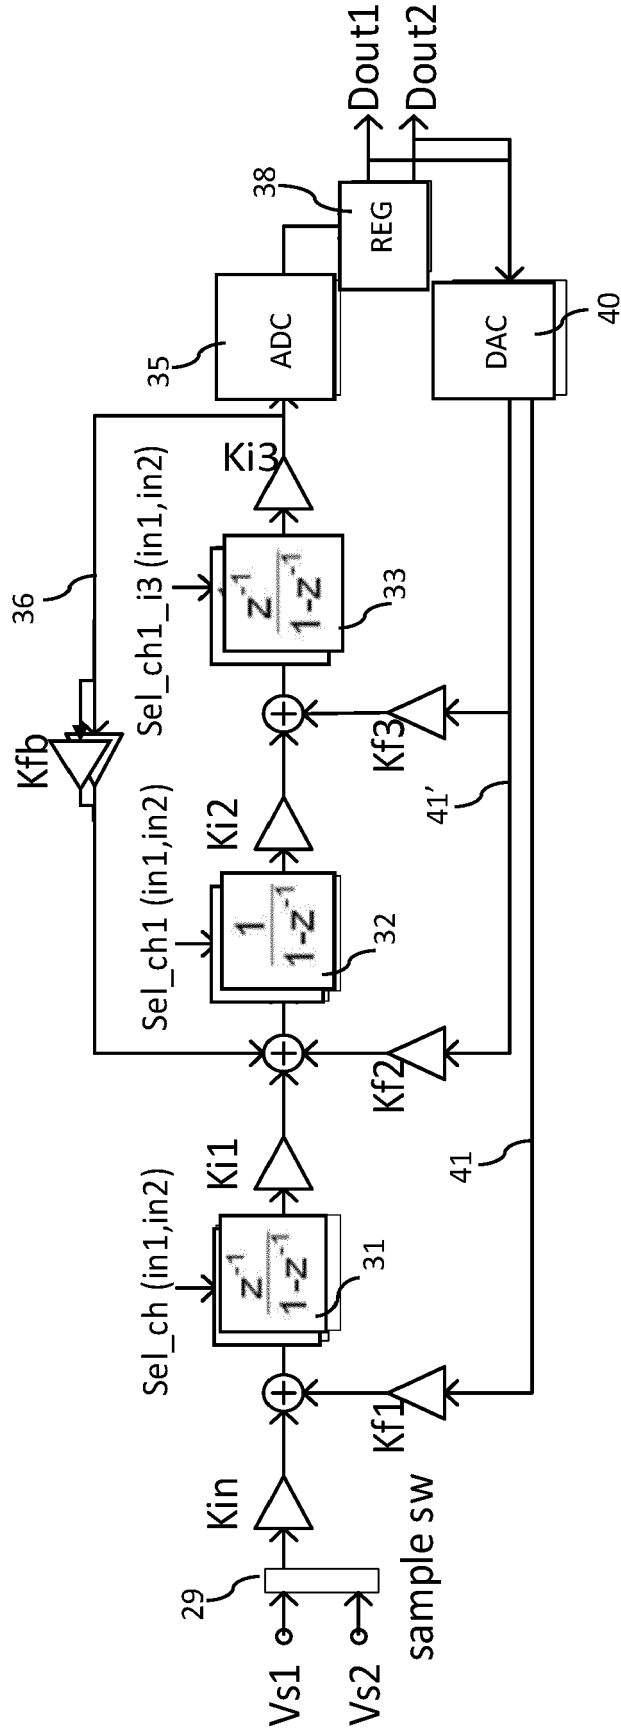 Vs1
Vs2
29
sample sw
Kin
Kf1
Sel_ch (in1,in2)
z⁻¹
1-z⁻¹
31
Ki1
41
Kf2
Sel_ch1 (in1,in2)
1
1-z⁻¹
32
Ki2
Kfb
36
41'
Kf3
Sel_ch1_i3 (in1,in2)
z⁻¹
1-z⁻¹
33
Ki3
35
ADC
38
REG
Dout1
Dout2
DAC
40